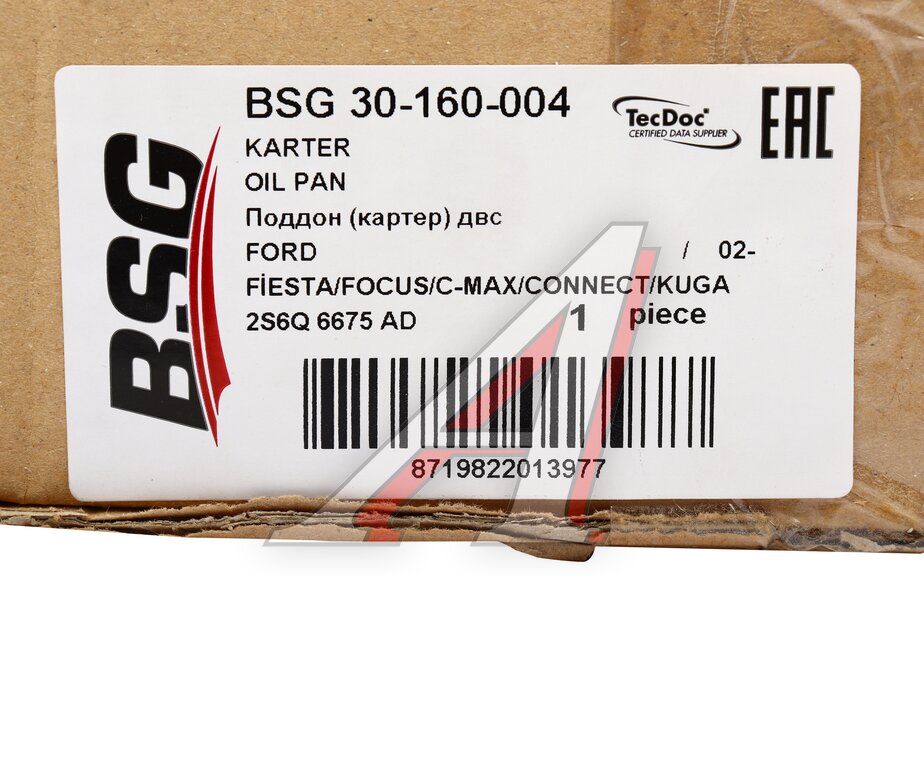 BSG 30-160-004
TecDoc®
CERTIFIED DATA SUPPLIER
EAC
BSG
KARTER
OIL PAN
Поддон (картер) двс
FORD / 02-
FİESTA/FOCUS/C-MAX/CONNECT/KUGA
2S6Q 6675 AD 1 piece
8719822013977